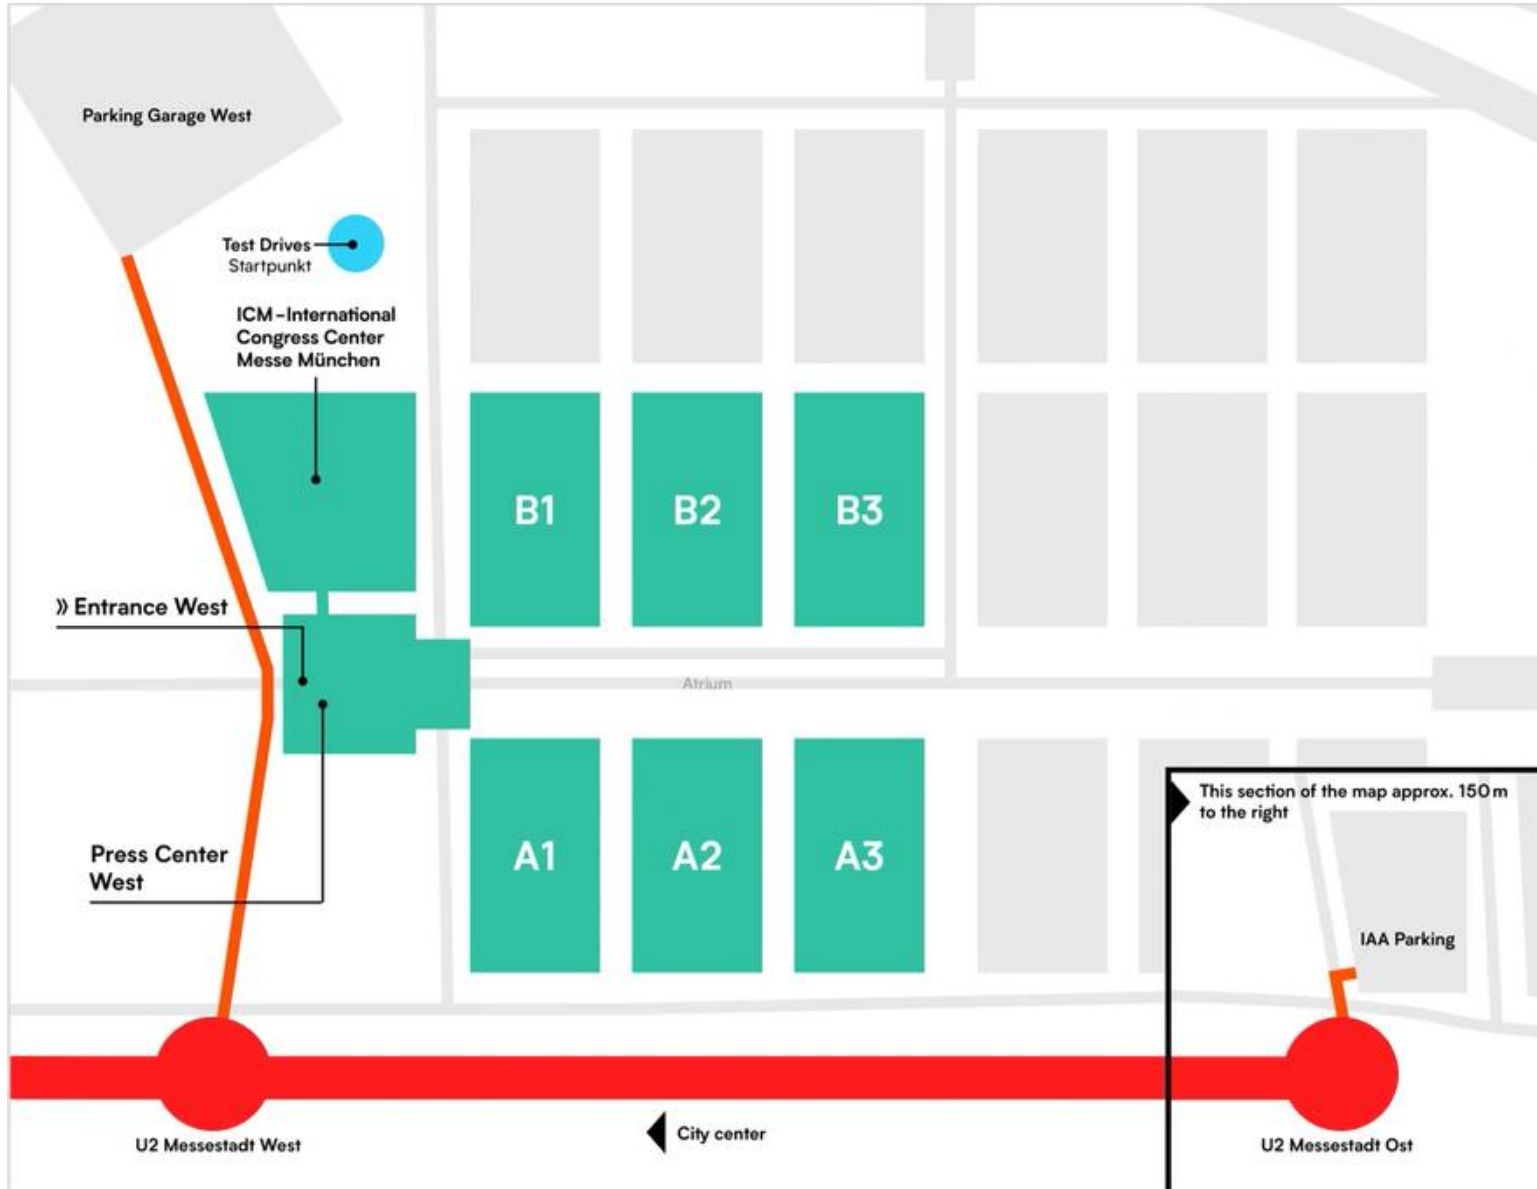 Parking Garage West
Test Drives
Startpunkt
ICM – International
Congress Center
Messe München
B1
B2
B3
» Entrance West
Atrium
This section of the map approx. 150 m
to the right
Press Center
West
A1
A2
A3
IAA Parking
City center
U2 Messestadt West
U2 Messestadt Ost